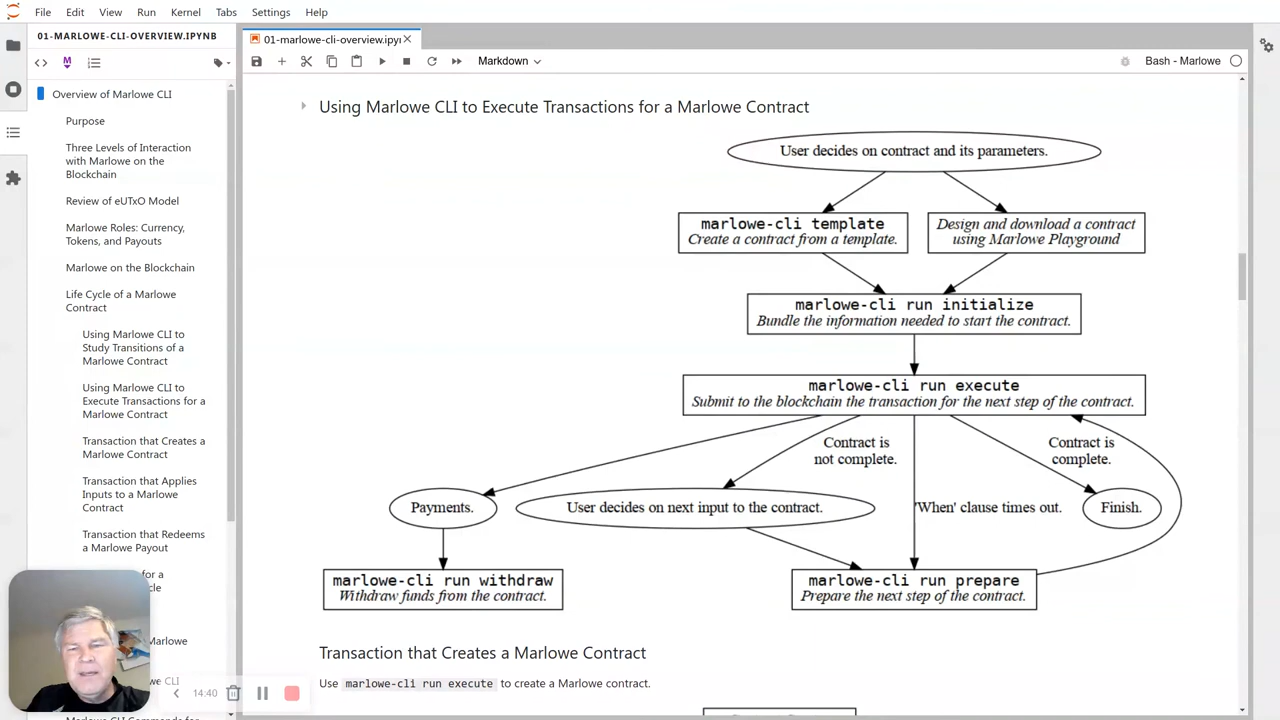 File Edit View Run Kernel Tabs Settings Help
01-MARLOWE-CLI-OVERVIEW.IPYNB
01-marlowe-cli-overview.ipyı
Markdown
Bash - Marlowe
Overview of Marlowe CLI
Purpose
Three Levels of Interaction
with Marlowe on the
Blockchain
Review of eUTxO Model
Marlowe Roles: Currency,
Tokens, and Payouts
Marlowe on the Blockchain
Life Cycle of a Marlowe
Contract
Using Marlowe CLI to
Study Transitions of a
Marlowe Contract
Using Marlowe CLI to
Execute Transactions for a
Marlowe Contract
Transaction that Creates a
Marlowe Contract
Transaction that Applies
Inputs to a Marlowe
Contract
Transaction that Redeems
a Marlowe Payout
for a
Marlowe
CLI
Marlowe CLI Commands for
14:40
Using Marlowe CLI to Execute Transactions for a Marlowe Contract
User decides on contract and its parameters.
marlowe-cli template
Create a contract from a template.
Design and download a contract
using Marlowe Playground
marlowe-cli run initialize
Bundle the information needed to start the contract.
marlowe-cli run execute
Submit to the blockchain the transaction for the next step of the contract.
Contract is
not complete.
Contract is
complete.
Payments.
User decides on next input to the contract.
'When' clause times out.
Finish.
marlowe-cli run withdraw
Withdraw funds from the contract.
marlowe-cli run prepare
Prepare the next step of the contract.
Transaction that Creates a Marlowe Contract
Use marlowe-cli run execute to create a Marlowe contract.